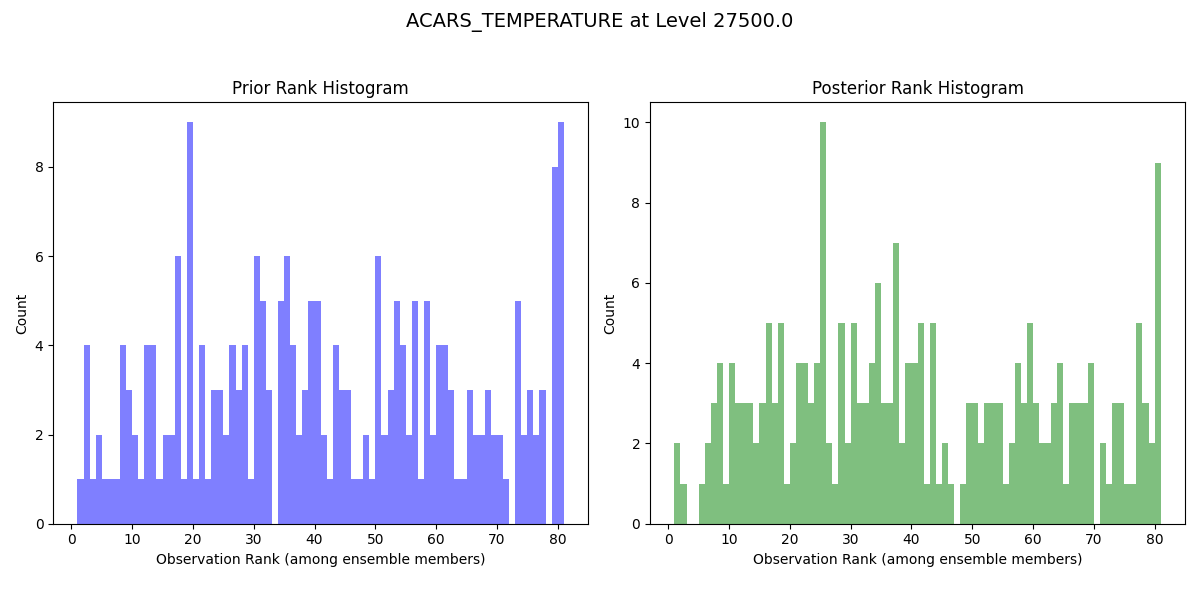 ACARS_TEMPERATURE at Level 27500.0
Prior Rank Histogram
Count
8
6
4
2
0
0 10 20 30 40 50 60 70 80
Observation Rank (among ensemble members)
Posterior Rank Histogram
Count
10
8
6
4
2
0
0 10 20 30 40 50 60 70 80
Observation Rank (among ensemble members)